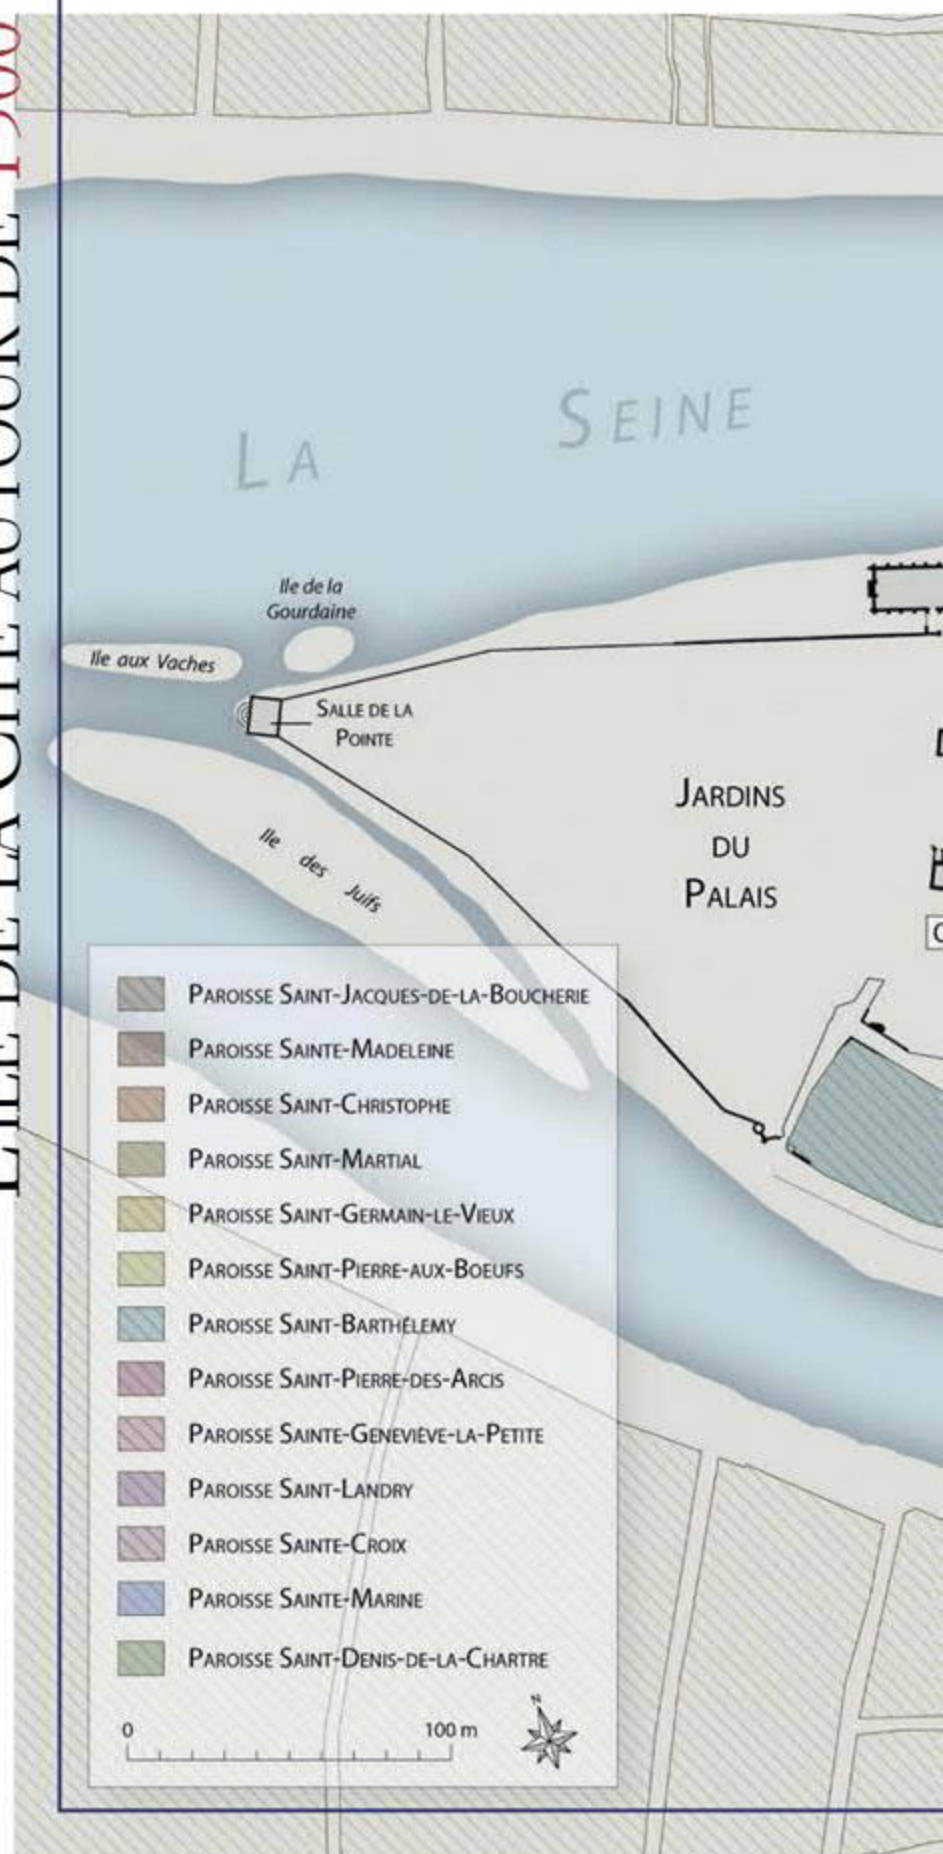 L'ILE DE LA CITÉ AUTOUR DE 1300
LA SEINE
Ile de la
Gourdaine
Ile aux Vaches
SALLE DE LA
POINTE
JARDINS
DU
PALAIS
Ile des Juifs
PAROISSE SAINT-JACQUES-DE-LA-BOUCHERIE
PAROISSE SAINTE-MADELEINE
PAROISSE SAINT-CHRISTOPHE
PAROISSE SAINT-MARTIAL
PAROISSE SAINT-GERMAIN-LE-VIEUX
PAROISSE SAINT-PIERRE-AUX-BOEUFS
PAROISSE SAINT-BARTHÉLEMY
PAROISSE SAINT-PIERRE-DES-ARCIS
PAROISSE SAINTE-GENEVIÈVE-LA-PETITE
PAROISSE SAINT-LANDRY
PAROISSE SAINTE-CROIX
PAROISSE SAINTE-MARINE
PAROISSE SAINT-DENIS-DE-LA-CHARTRE
0 100 m
N